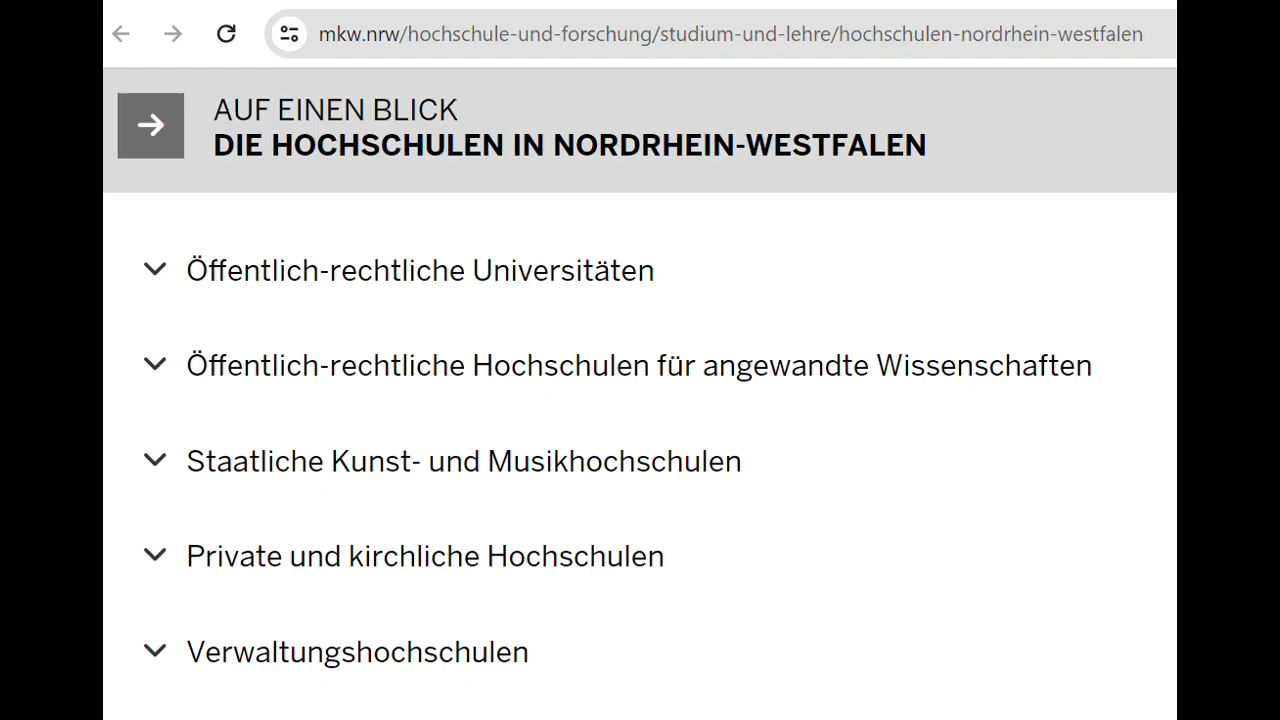 mkw.nrw/hochschule-und-forschung/studium-und-lehre/hochschulen-nordrhein-westfalen
AUF EINEN BLICK
DIE HOCHSCHULEN IN NORDRHEIN-WESTFALEN
Öffentlich-rechtliche Universitäten
Öffentlich-rechtliche Hochschulen für angewandte Wissenschaften
Staatliche Kunst- und Musikhochschulen
Private und kirchliche Hochschulen
Verwaltungshochschulen